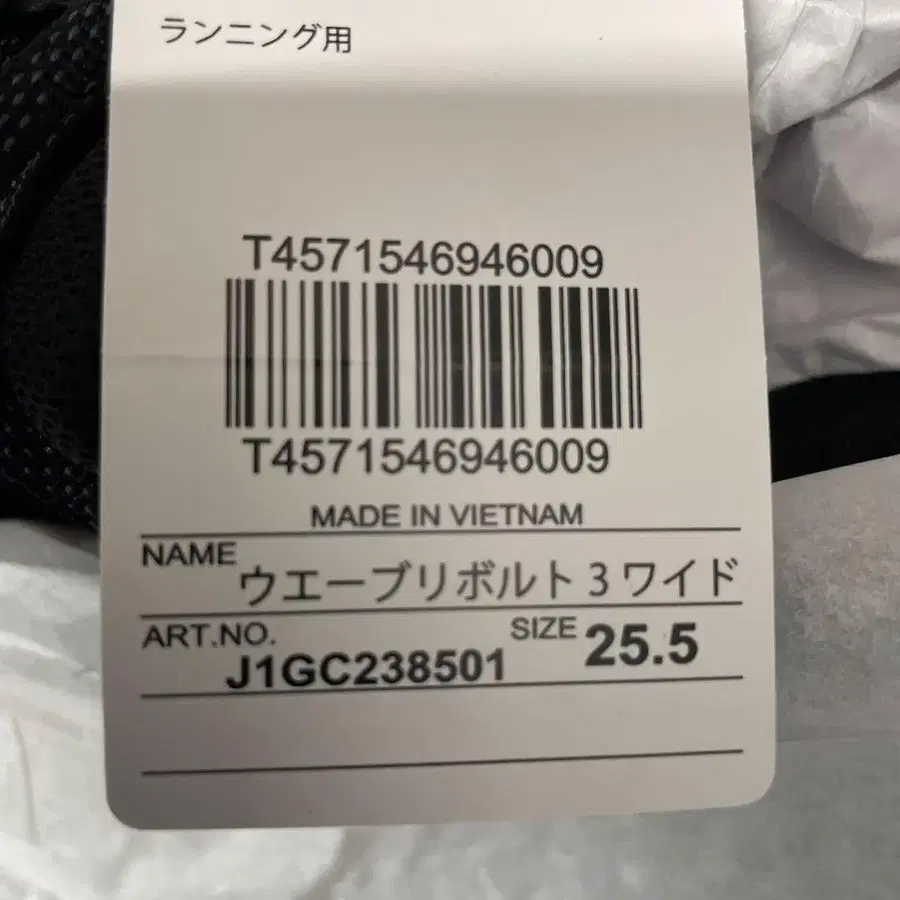 ランニング用
T4571546946009
T4571546946009
MADE IN VIETNAM
NAME ウエーブリボルト3ワイド
ART.NO. J1GC238501 SIZE 25.5